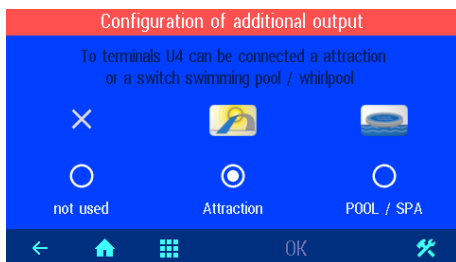 Configuration of additional output
To terminals U4 can be connected a attraction
or a switch swimming pool / whirlpool
not used
Attraction
POOL / SPA
OK